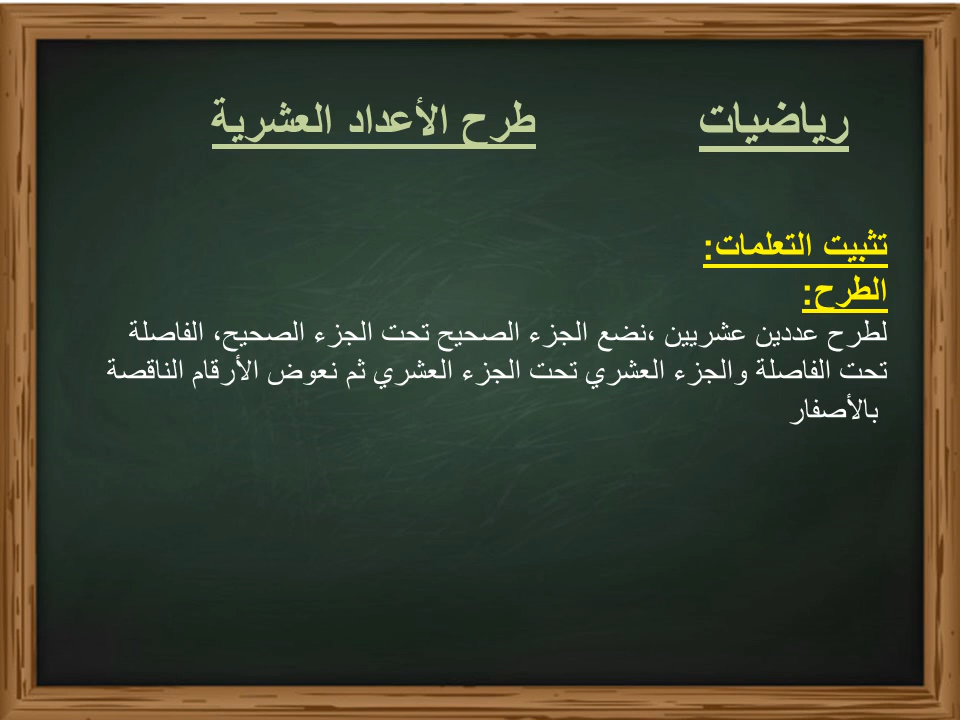 رياضيات طرح الأعداد العشرية
تثبيت التعلمات:
الطرح:
لطرح عددين عشريين ،نضع الجزء الصحيح تحت الجزء الصحيح، الفاصلة
تحت الفاصلة والجزء العشري تحت الجزء العشري ثم نعوض الأرقام الناقصة
بالأصفار